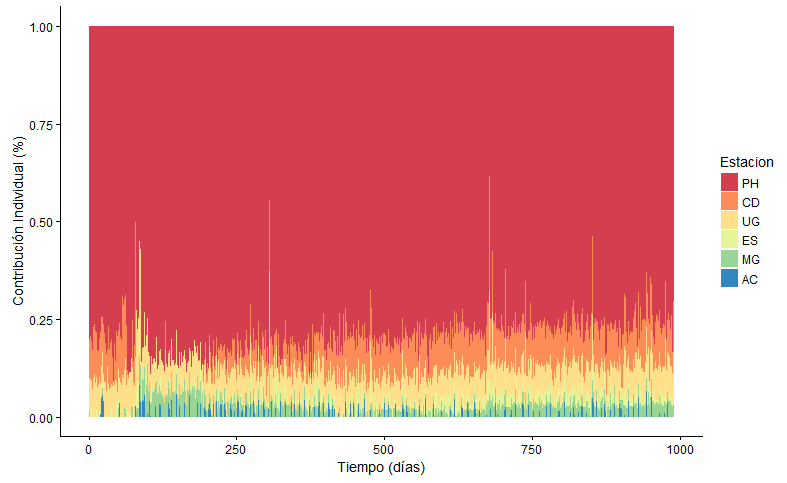 Contribución Individual (%)
1.00
0.75
0.50
0.25
0.00
0
250
500
750
1000
Tiempo (días)
Estacion
PH
CD
UG
ES
MG
AC